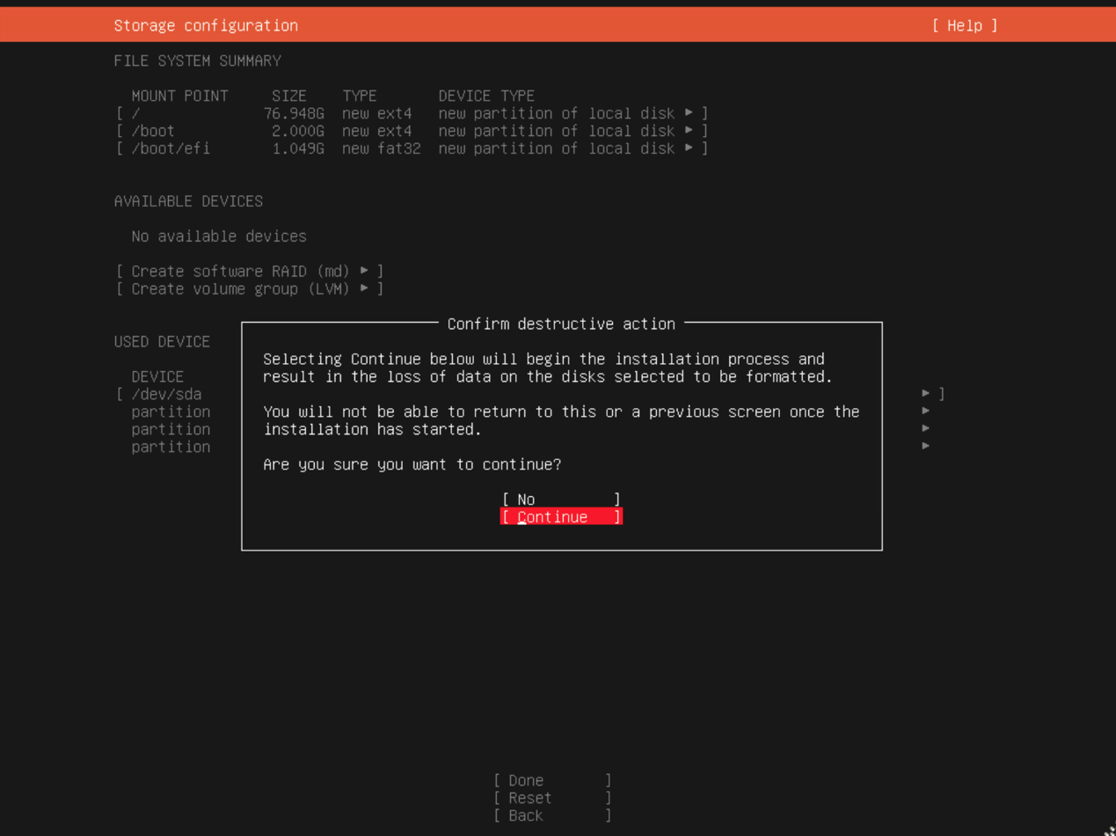 Storage configuration [ Help ]
FILE SYSTEM SUMMARY
MOUNT POINT SIZE TYPE DEVICE TYPE
[ / 76.948G new ext4 new partition of local disk ▸ ]
[ /boot 2.000G new ext4 new partition of local disk ▸ ]
[ /boot/efi 1.049G new fat32 new partition of local disk ▸ ]
AVAILABLE DEVICES
No available devices
[ Create software RAID (md) ▸ ]
[ Create volume group (LVM) ▸ ]
USED DEVICE
DEVICE
[ /dev/sda ▸ ]
partition ▸
partition ▸
partition ▸
Confirm destructive action
Selecting Continue below will begin the installation process and
result in the loss of data on the disks selected to be formatted.
You will not be able to return to this or a previous screen once the
installation has started.
Are you sure you want to continue?
[ No ]
[ Continue ]
[ Done ]
[ Reset ]
[ Back ]